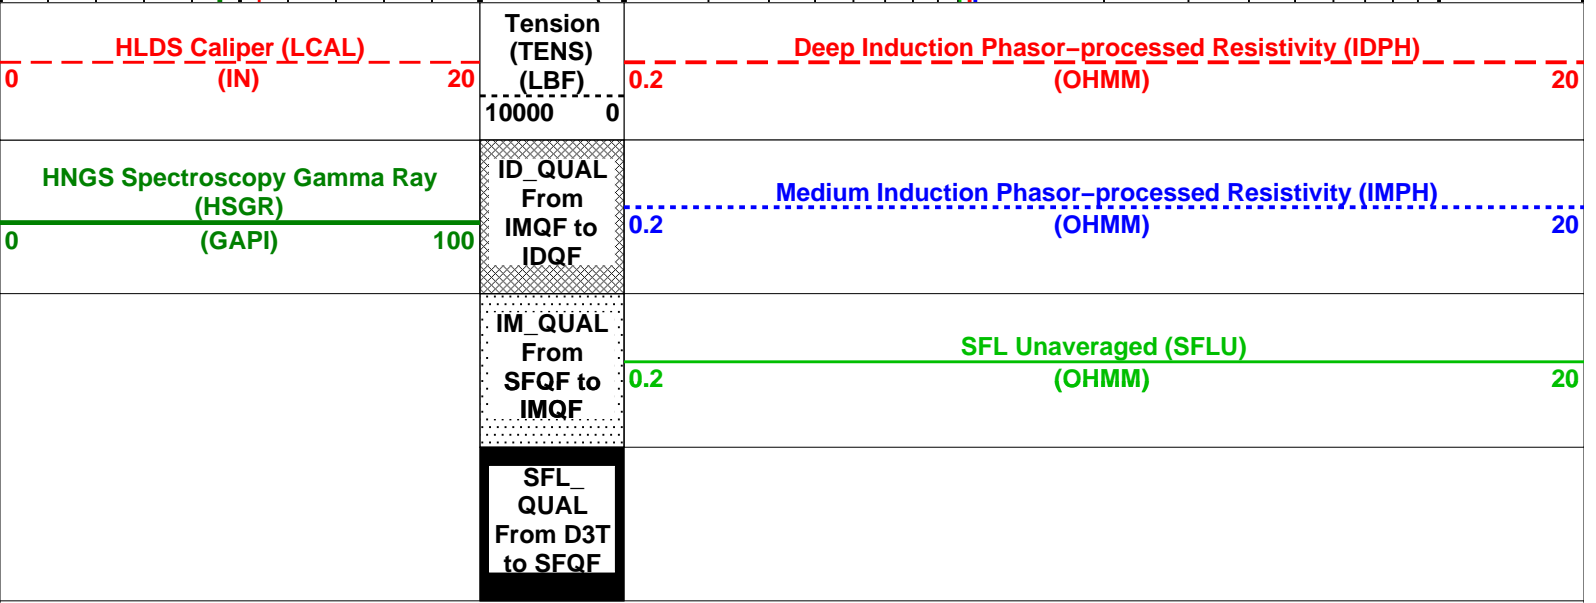 HLDS Caliper (LCAL)
(IN)
0 20
Tension
(TENS)
(LBF)
10000 0
Deep Induction Phasor–processed Resistivity (IDPH)
0.2 (OHMM) 20
HNGS Spectroscopy Gamma Ray
(HSGR)
0 (GAPI) 100
ID_QUAL
From
IMQF to
IDQF
Medium Induction Phasor–processed Resistivity (IMPH)
0.2 (OHMM) 20
IM_QUAL
From
SFQF to
IMQF
SFL Unaveraged (SFLU)
0.2 (OHMM) 20
SFL_
QUAL
From D3T
to SFQF